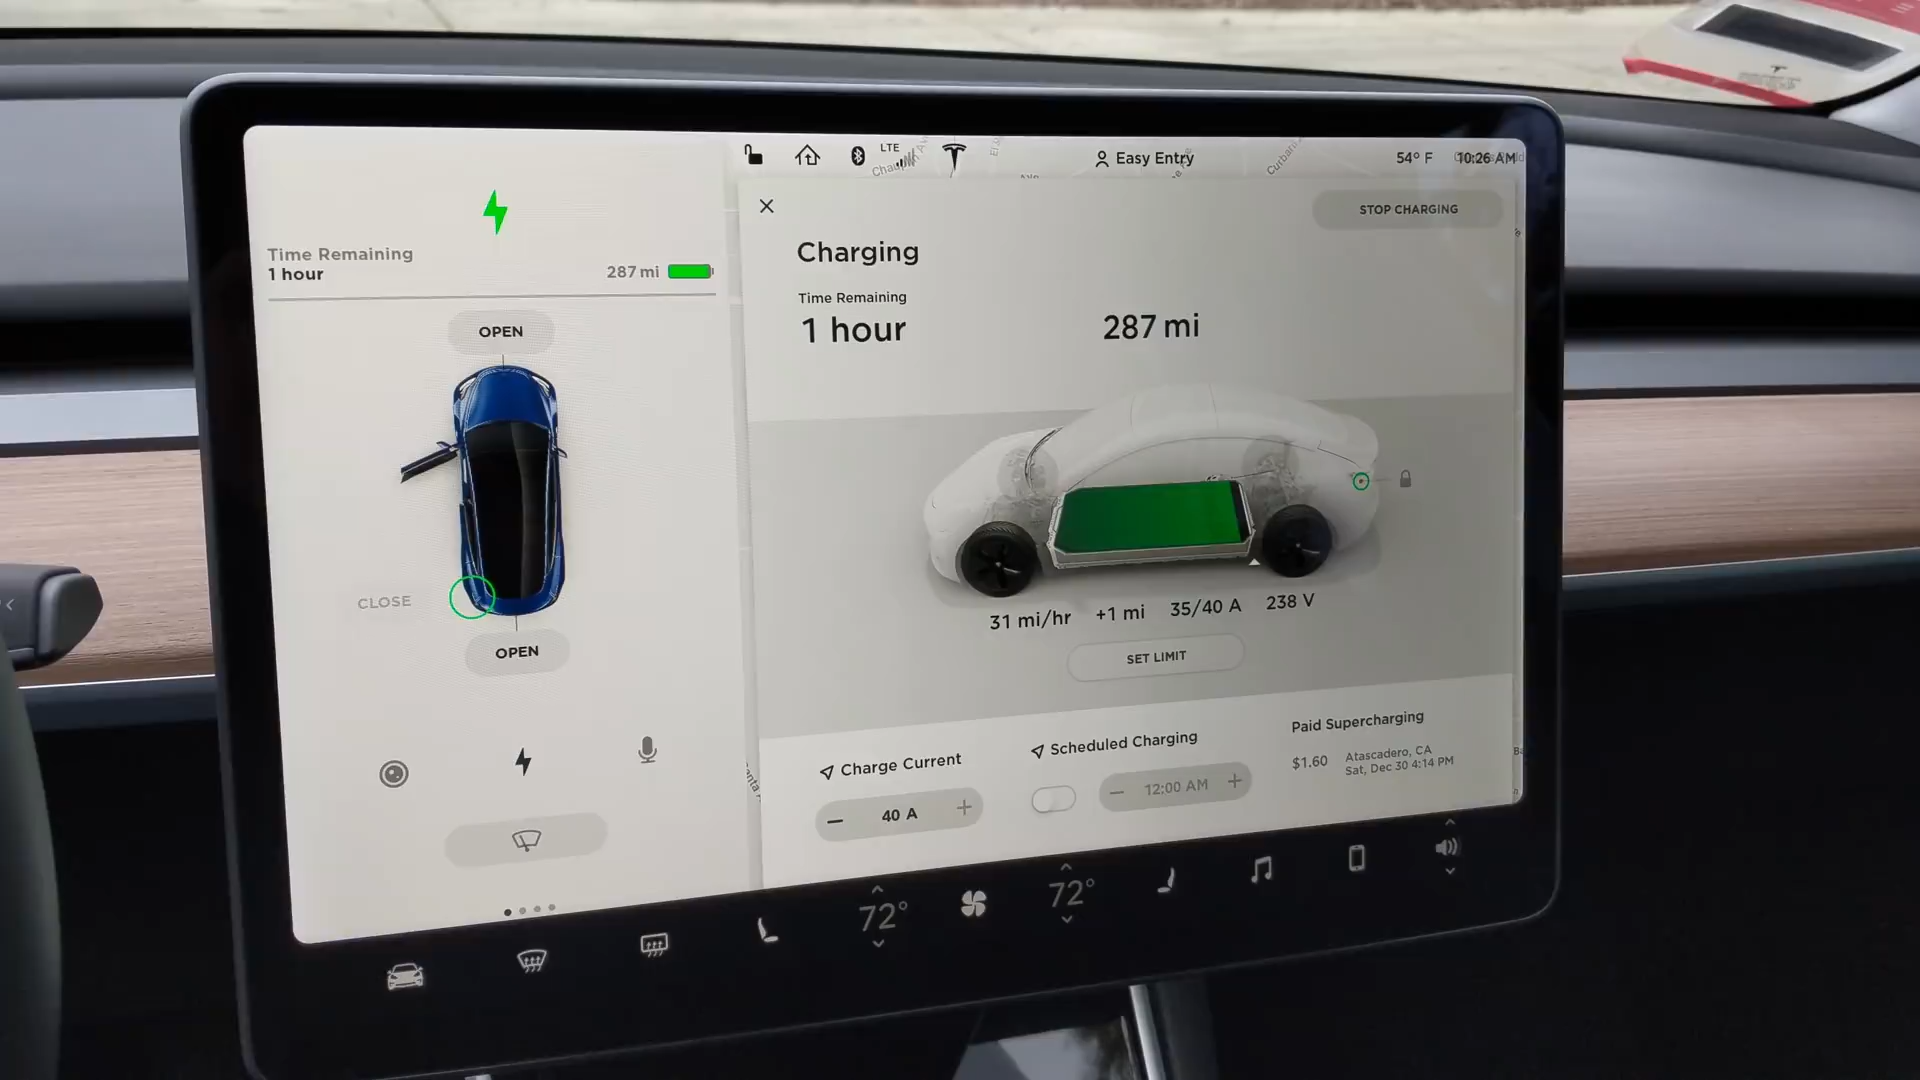 LTE
Easy Entry
54° F 10:26 AM
Time Remaining
1 hour
287 mi
OPEN
CLOSE
OPEN
STOP CHARGING
Charging
Time Remaining
1 hour
287 mi
31 mi/hr +1 mi 35/40 A 238 V
SET LIMIT
Charge Current
40 A
Scheduled Charging
12:00 AM
Paid Supercharging
$1.60
Atascadero, CA
Sat, Dec 30 4:14 PM
72°
72°